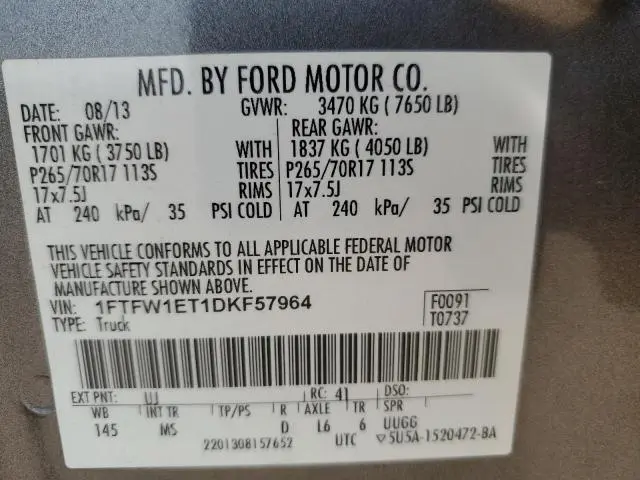 MFD. BY FORD MOTOR CO.
DATE: 08/13 GVWR: 3470 KG ( 7650 LB)
FRONT GAWR: REAR GAWR:
1701 KG ( 3750 LB) WITH 1837 KG ( 4050 LB) WITH
P265/70R17 113S TIRES P265/70R17 113S TIRES
17x7.5J RIMS 17x7.5J RIMS
AT 240 kPa/ 35 PSI COLD AT 240 kPa/ 35 PSI COLD
THIS VEHICLE CONFORMS TO ALL APPLICABLE FEDERAL MOTOR
VEHICLE SAFETY STANDARDS IN EFFECT ON THE DATE OF
MANUFACTURE SHOWN ABOVE.
VIN: 1FTFW1ET1DKF57964 F0091
TYPE: Truck T0737
EXT PNT: UJ RC: 41 DSO:
WB INT TR TP/PS R AXLE TR SPR
145 MS D L6 6 UUGG
2201308157652 UTC ▽5U5A-1520472-BA